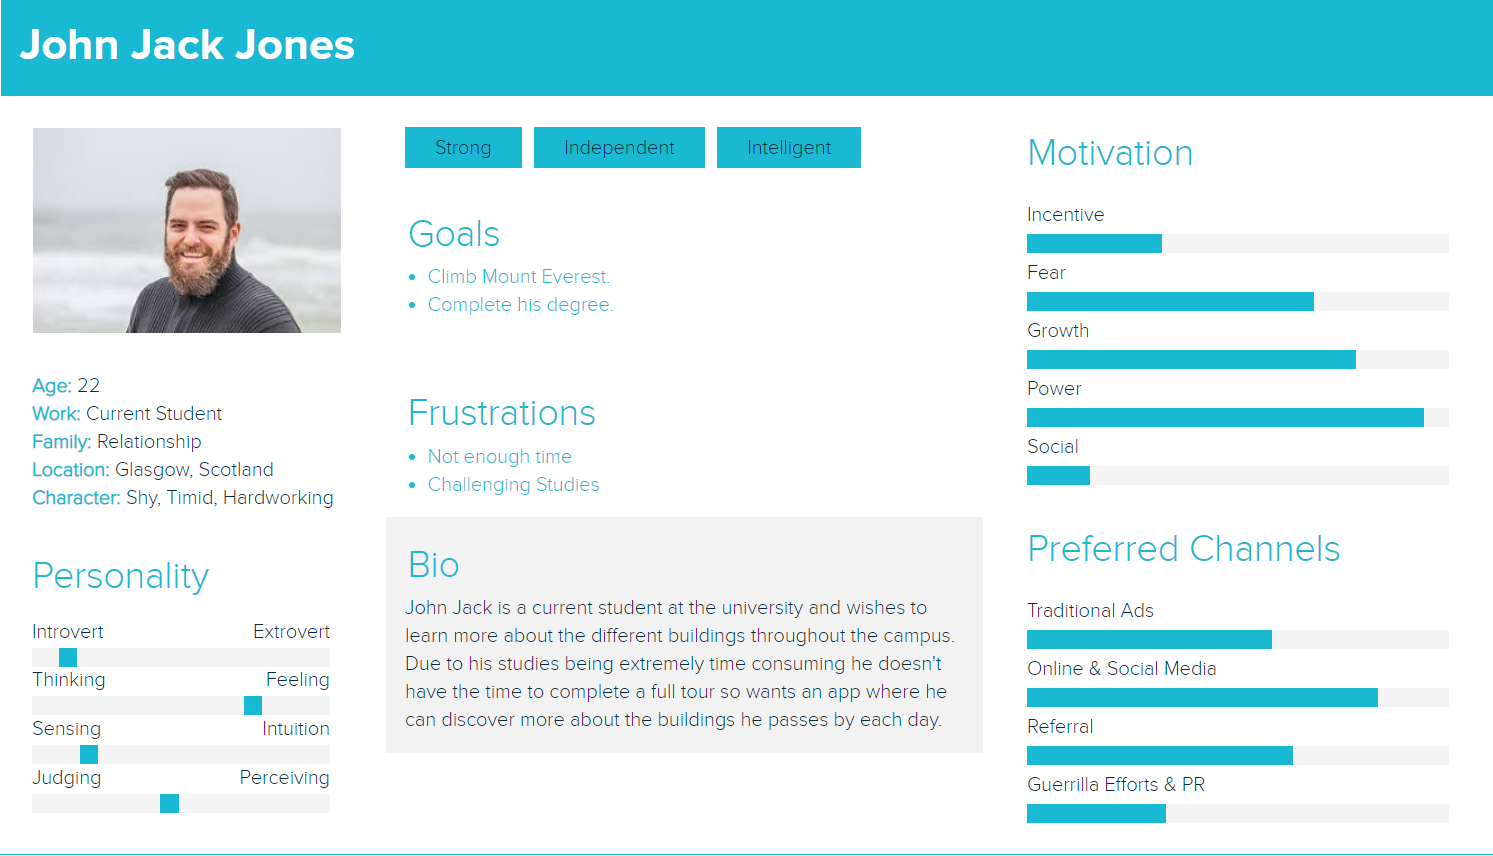 John Jack Jones
Age: 22
Work: Current Student
Family: Relationship
Location: Glasgow, Scotland
Character: Shy, Timid, Hardworking
Personality
Introvert Extrovert
Thinking Feeling
Sensing Intuition
Judging Perceiving
Strong Independent Intelligent
Goals
• Climb Mount Everest.
• Complete his degree.
Frustrations
• Not enough time
• Challenging Studies
Bio
John Jack is a current student at the university and wishes to
learn more about the different buildings throughout the campus.
Due to his studies being extremely time consuming he doesn't
have the time to complete a full tour so wants an app where he
can discover more about the buildings he passes by each day.
Motivation
Incentive
Fear
Growth
Power
Social
Preferred Channels
Traditional Ads
Online & Social Media
Referral
Guerrilla Efforts & PR